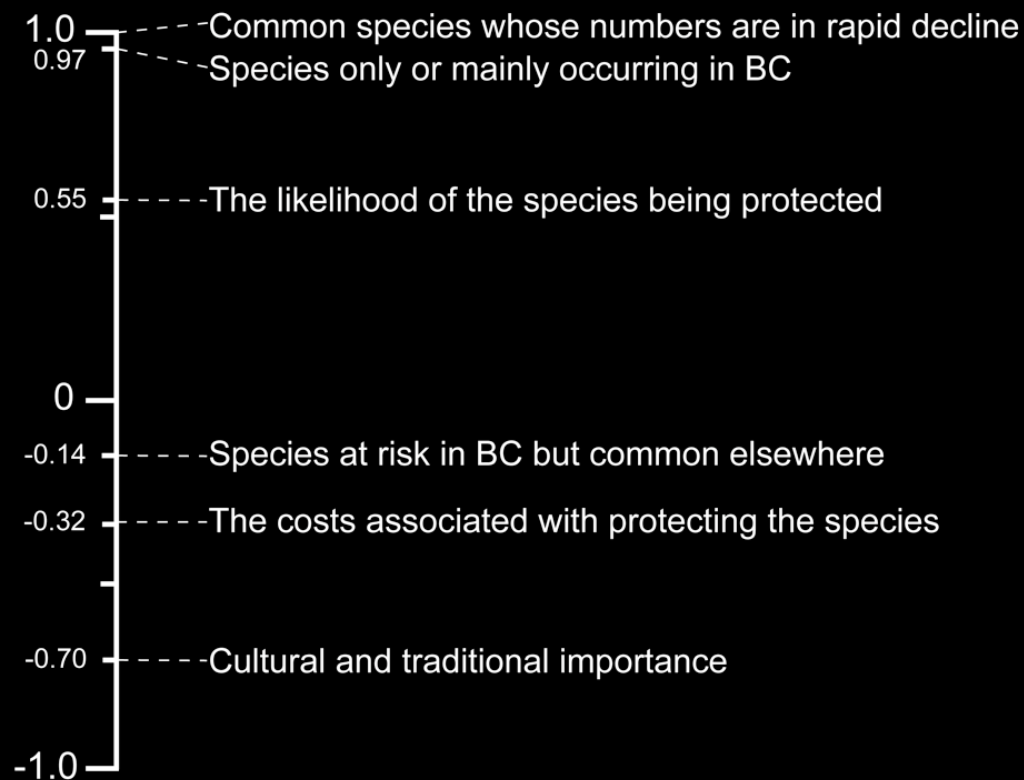 1.0 Common species whose numbers are in rapid decline
0.97 Species only or mainly occurring in BC
0.55 The likelihood of the species being protected
0
-0.14 Species at risk in BC but common elsewhere
-0.32 The costs associated with protecting the species
-0.70 Cultural and traditional importance
-1.0